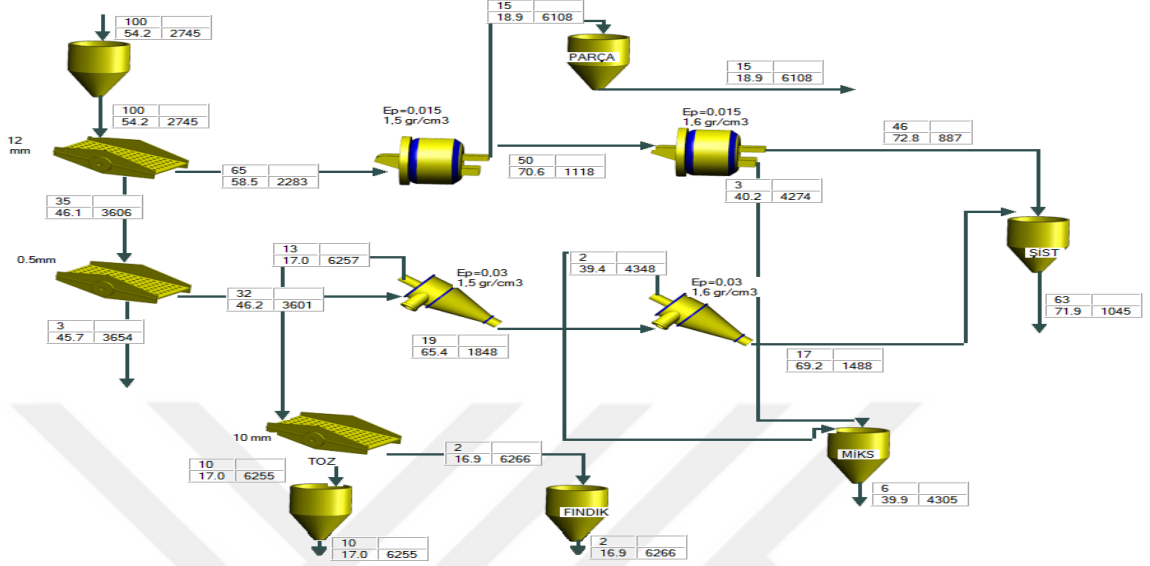 100
54.2 2745
15
18.9 6108
PARÇA
15
18.9 6108
100
54.2 2745
12
mm
Ep=0,015
1,5 gr/cm3
Ep=0,015
1,6 gr/cm3
46
72.8 887
65
58.5 2283
50
70.6 1118
3
40.2 4274
35
46.1 3606
0.5mm
13
17.0 6257
Ep=0,03
1,5 gr/cm3
2
39.4 4348
Ep=0,03
1,6 gr/cm3
ŞİST
32
46.2 3601
63
71.9 1045
3
45.7 3654
19
65.4 1848
17
69.2 1488
10 mm
TOZ
2
16.9 6266
10
17.0 6255
MİKS
FINDIK
6
39.9 4305
10
17.0 6255
2
16.9 6266